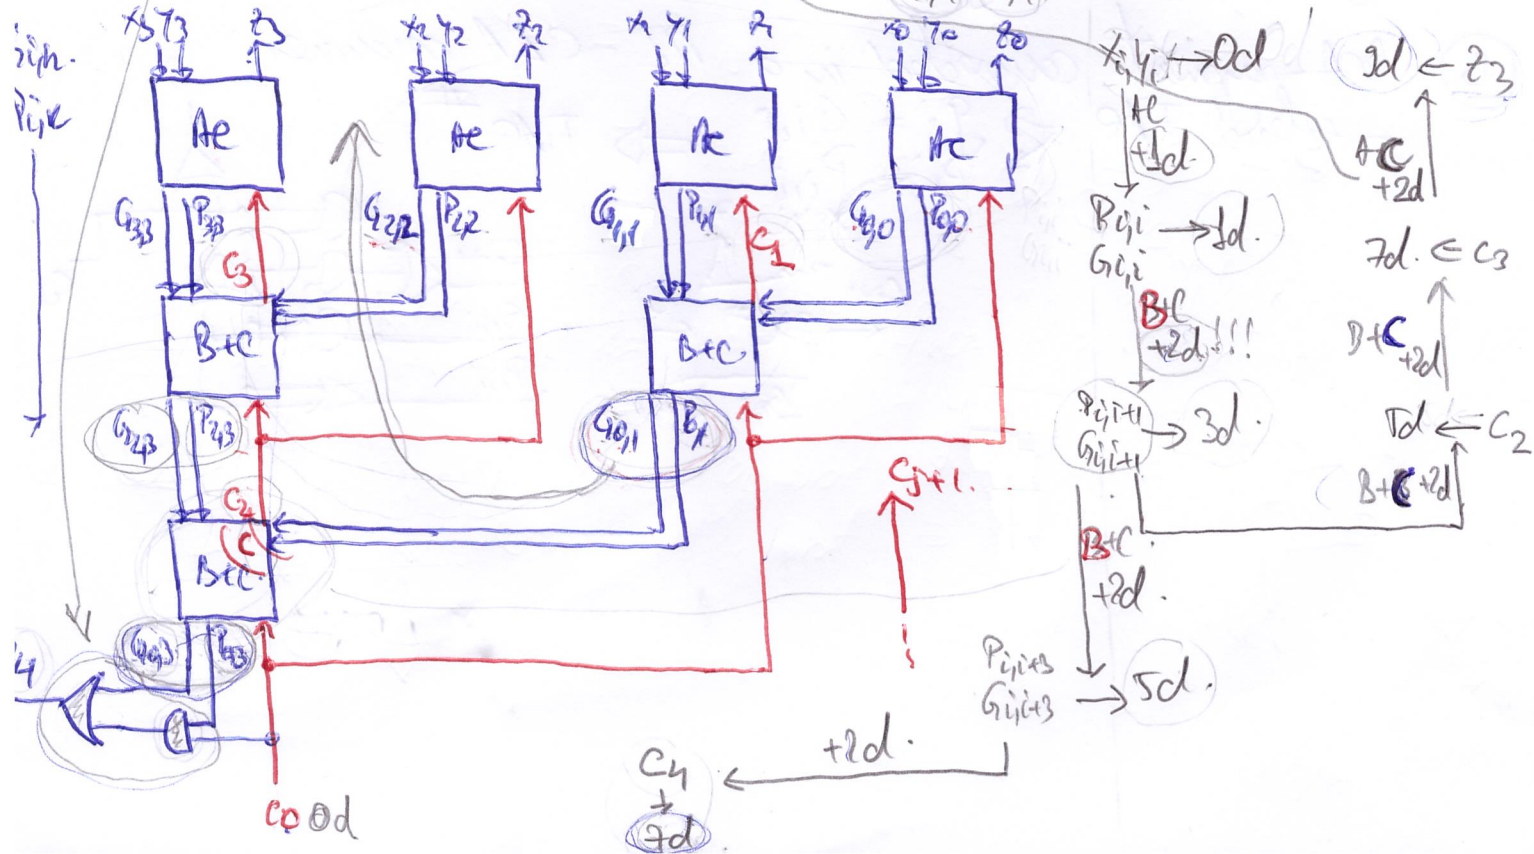 x3 y3 z3
x2 y2 z2
x1 y1 z1
x0 y0 z0
AC
AC
AC
AC
G3,3 P3,3
C3
G2,2 P2,2
G1,1 P1,1
C1
G0,0 P0,0
B+C
B+C
G2,3 P2,3
G0,1 P0,1
C2
C
B+C
G0,3 P0,3
C0 0d
Cj+1
xi, yi → 0d
AC
+1d
Pi,i
Gi,i → 1d.
B+C
+2d!!!
Pi,i+1
Gi,i+1 → 3d.
B+C
+2d.
Pi,i+3
Gi,i+3 → 5d.
+2d.
C4
7d
9d ← Z3
A+C
+2d
7d. ← C3
B+C
+2d
5d ← C2
B+C +2d